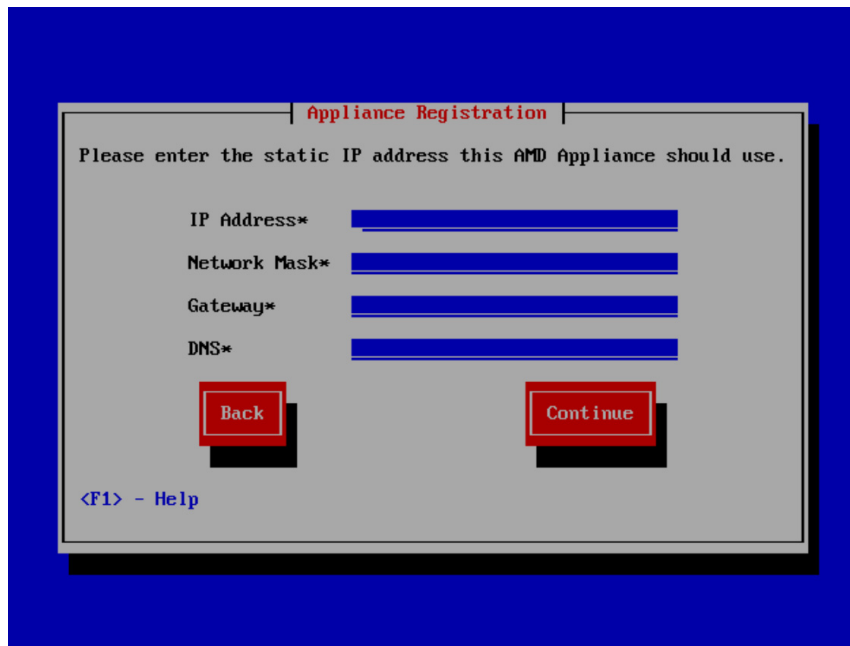 Appliance Registration
Please enter the static IP address this AMD Appliance should use.
IP Address*
Network Mask*
Gateway*
DNS*
Back Continue
<F1> - Help